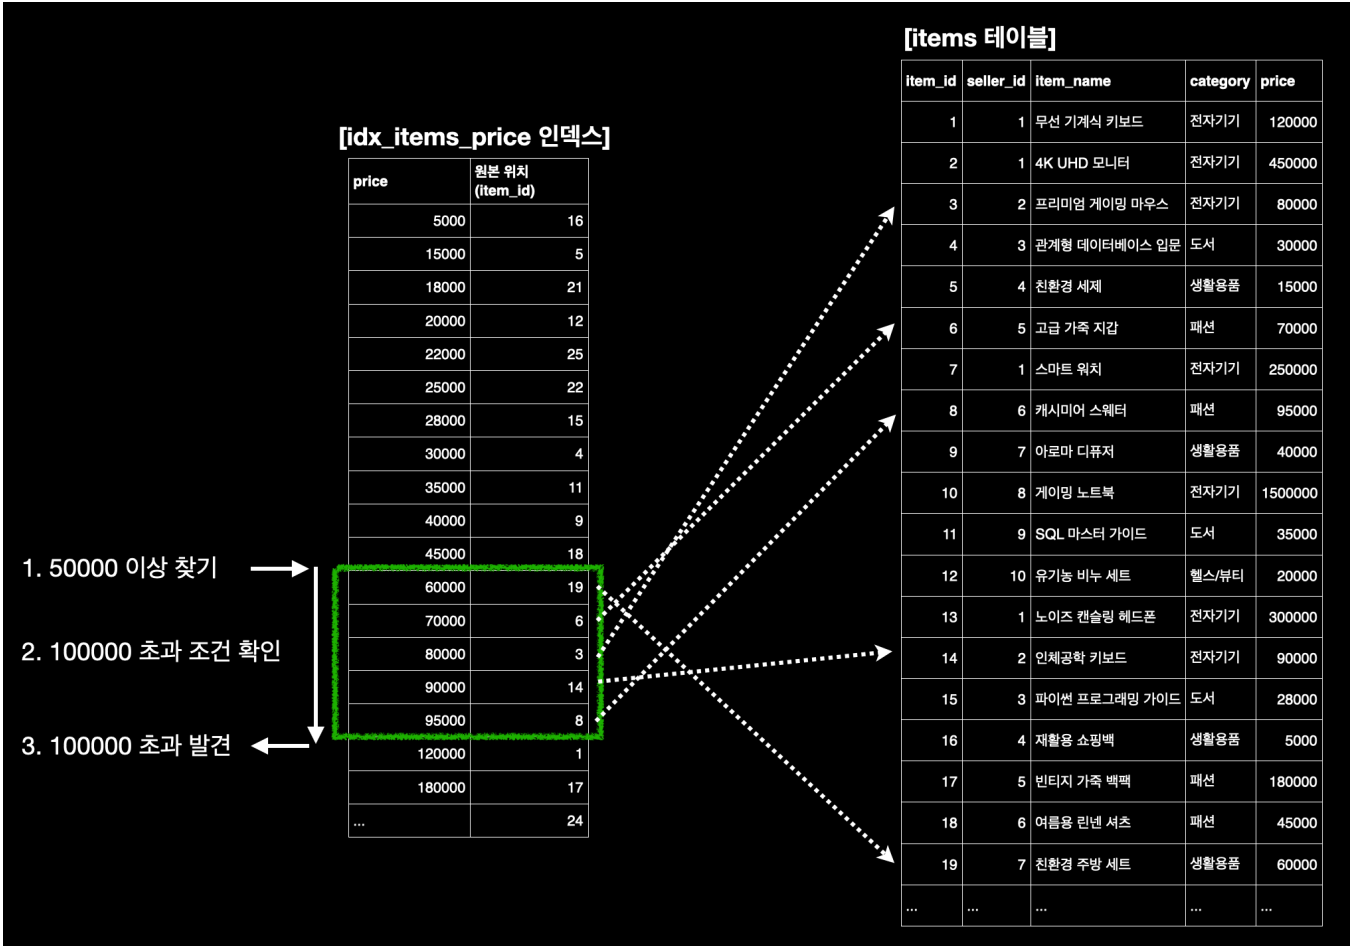 [items 테이블]
item_id seller_id item_name category price
1 1 무선 기계식 키보드 전자기기 120000
2 1 4K UHD 모니터 전자기기 450000
3 2 프리미엄 게이밍 마우스 전자기기 80000
4 3 관계형 데이터베이스 입문 도서 30000
5 4 친환경 세제 생활용품 15000
6 5 고급 가죽 지갑 패션 70000
7 1 스마트 워치 전자기기 250000
8 6 캐시미어 스웨터 패션 95000
9 7 아로마 디퓨저 생활용품 40000
10 8 게이밍 노트북 전자기기 1500000
11 9 SQL 마스터 가이드 도서 35000
12 10 유기농 비누 세트 헬스/뷰티 20000
13 1 노이즈 캔슬링 헤드폰 전자기기 300000
14 2 인체공학 키보드 전자기기 90000
15 3 파이썬 프로그래밍 가이드 도서 28000
16 4 재활용 쇼핑백 생활용품 5000
17 5 빈티지 가죽 백팩 패션 180000
18 6 여름용 린넨 셔츠 패션 45000
19 7 친환경 주방 세트 생활용품 60000
... ... ... ... ...
[idx_items_price 인덱스]
price 원본 위치
(item_id)
5000 16
15000 5
18000 21
20000 12
22000 25
25000 22
28000 15
30000 4
35000 11
40000 9
45000 18
60000 19
70000 6
80000 3
90000 14
95000 8
120000 1
180000 17
... 24
1. 50000 이상 찾기
2. 100000 초과 조건 확인
3. 100000 초과 발견